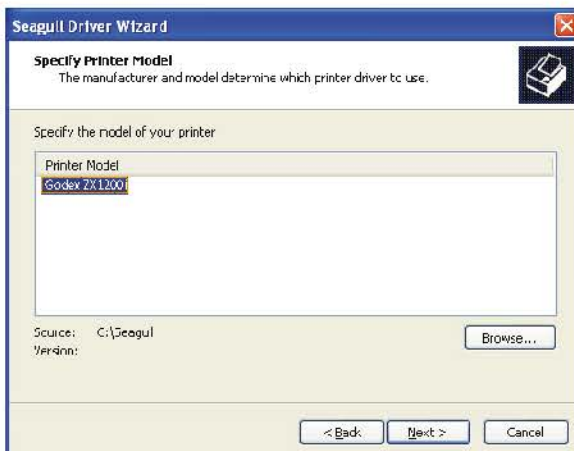 Seagull Driver Wizard
Specify Printer Model
The manufacturer and model determine which printer driver to use.
Specify the model of your printer
Printer Model
Godex ZX1200i
Source: C:\Seagull
Version:
Browse...
< Back
Next >
Cancel